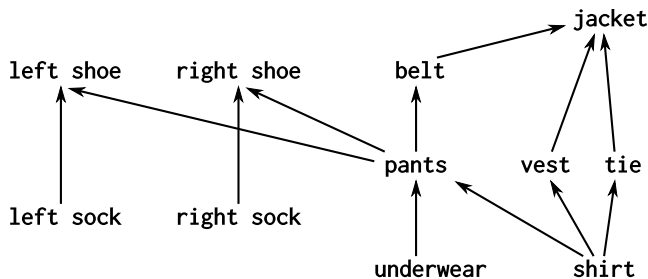 jacket
left shoe right shoe belt
pants vest tie
left sock right sock
underwear shirt